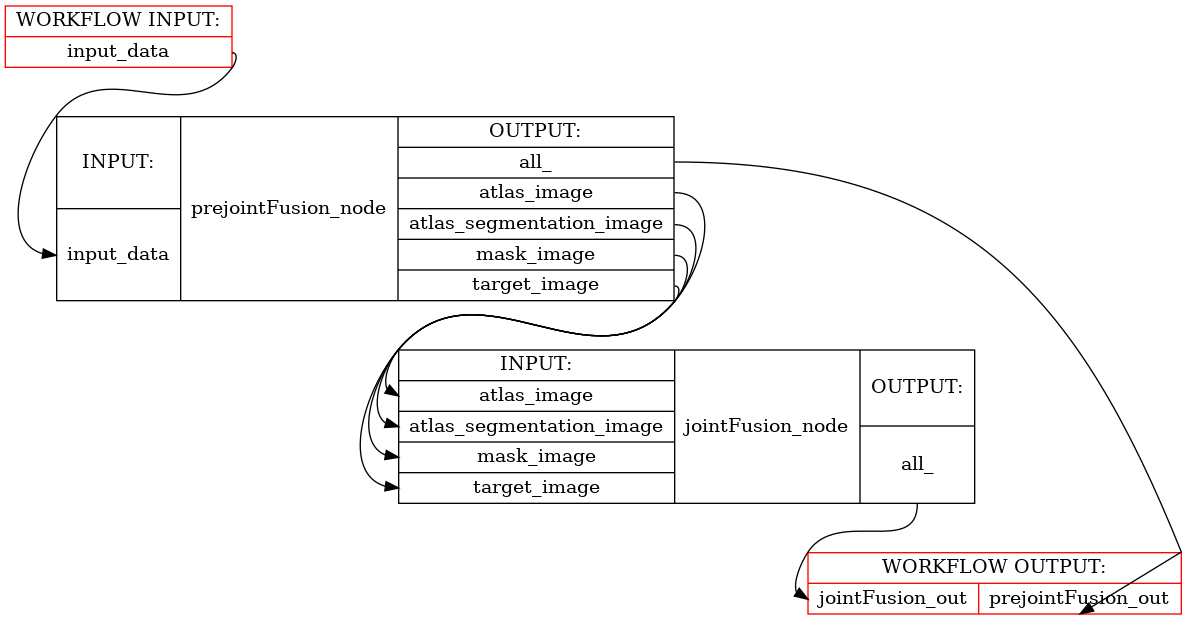 WORKFLOW INPUT:
input_data
INPUT:
input_data
prejointFusion_node
OUTPUT:
all_
atlas_image
atlas_segmentation_image
mask_image
target_image
INPUT:
atlas_image
atlas_segmentation_image
mask_image
target_image
jointFusion_node
OUTPUT:
all_
WORKFLOW OUTPUT:
jointFusion_out
prejointFusion_out